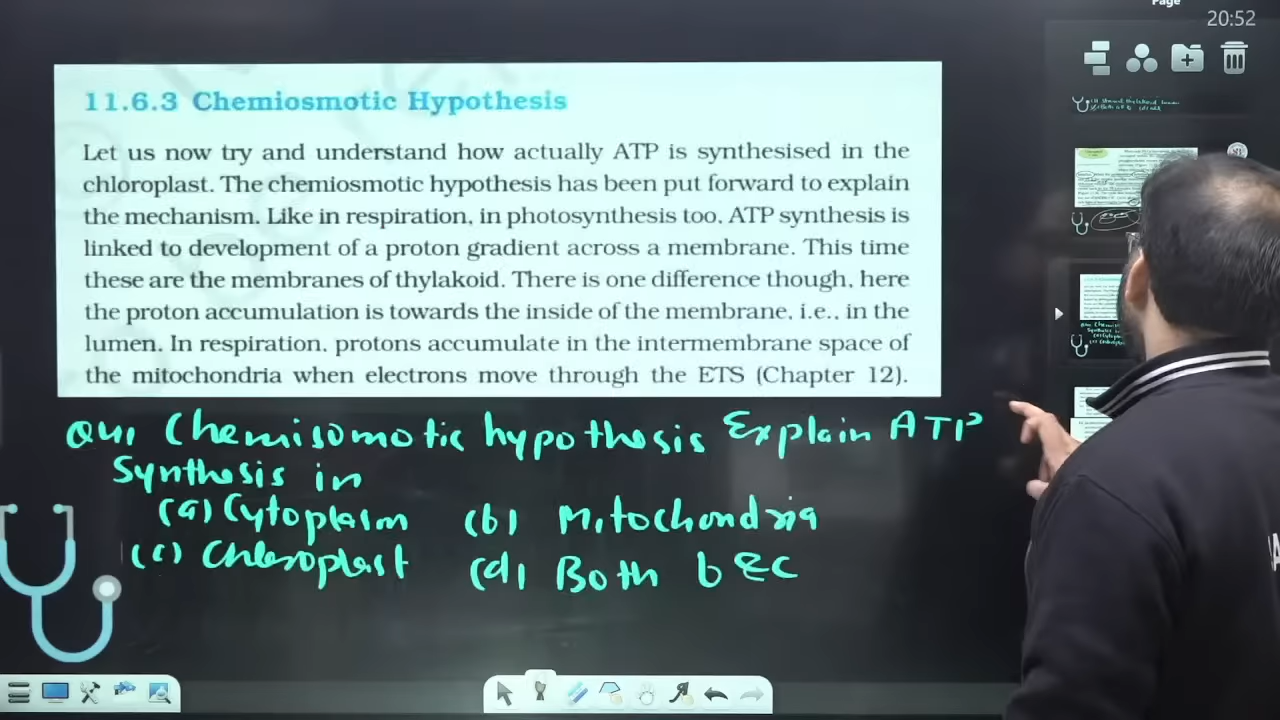 Page
20:52
11.6.3 Chemiosmotic Hypothesis
Let us now try and understand how actually ATP is synthesised in the
chloroplast. The chemiosmotic hypothesis has been put forward to explain
the mechanism. Like in respiration, in photosynthesis too, ATP synthesis is
linked to development of a proton gradient across a membrane. This time
these are the membranes of thylakoid. There is one difference though, here
the proton accumulation is towards the inside of the membrane, i.e., in the
lumen. In respiration, protons accumulate in the intermembrane space of
the mitochondria when electrons move through the ETS (Chapter 12).
Qu1 Chemisomotic hypothesis Explain ATP
Synthesis in
(a) Cytoplasm (b) Mitochondria
(c) Chloroplast (d) Both b & c